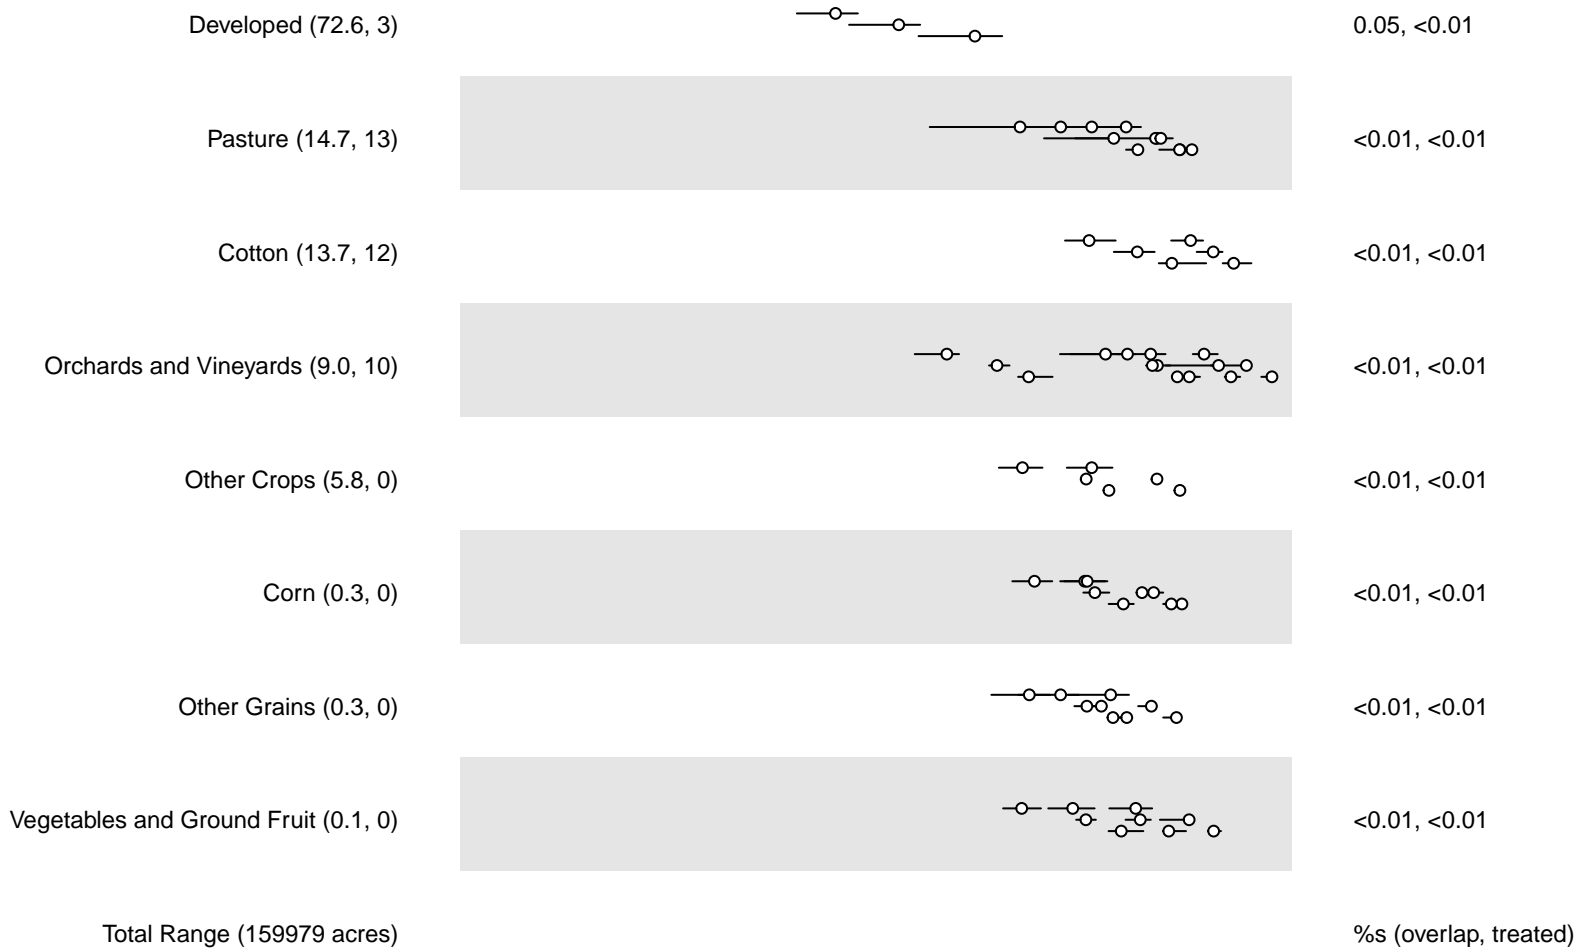 Developed (72.6, 3) 0.05, <0.01
Pasture (14.7, 13) <0.01, <0.01
Cotton (13.7, 12) <0.01, <0.01
Orchards and Vineyards (9.0, 10) <0.01, <0.01
Other Crops (5.8, 0) <0.01, <0.01
Corn (0.3, 0) <0.01, <0.01
Other Grains (0.3, 0) <0.01, <0.01
Vegetables and Ground Fruit (0.1, 0) <0.01, <0.01
Total Range (159979 acres) %s (overlap, treated)